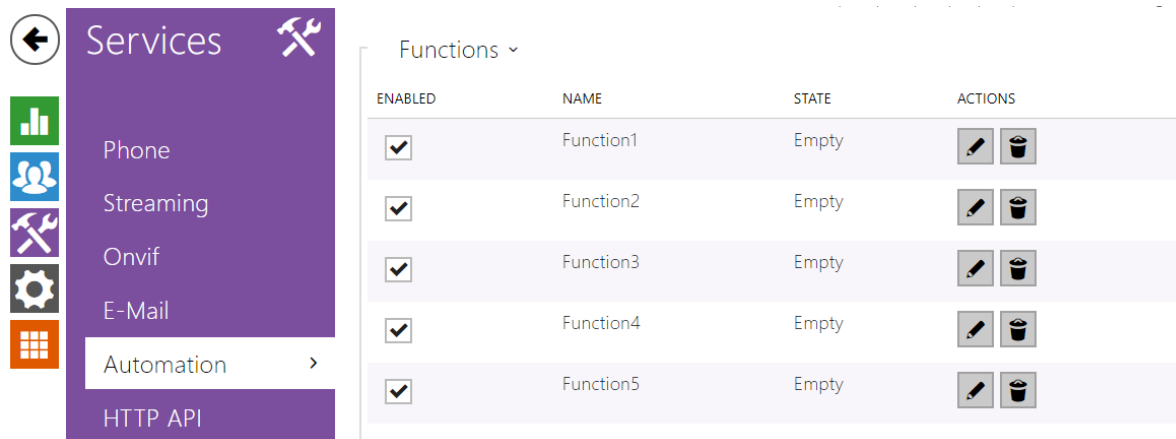 Services
Phone
Streaming
Onvif
E-Mail
Automation
HTTP API
Functions
ENABLED NAME STATE ACTIONS
Function1 Empty
Function2 Empty
Function3 Empty
Function4 Empty
Function5 Empty